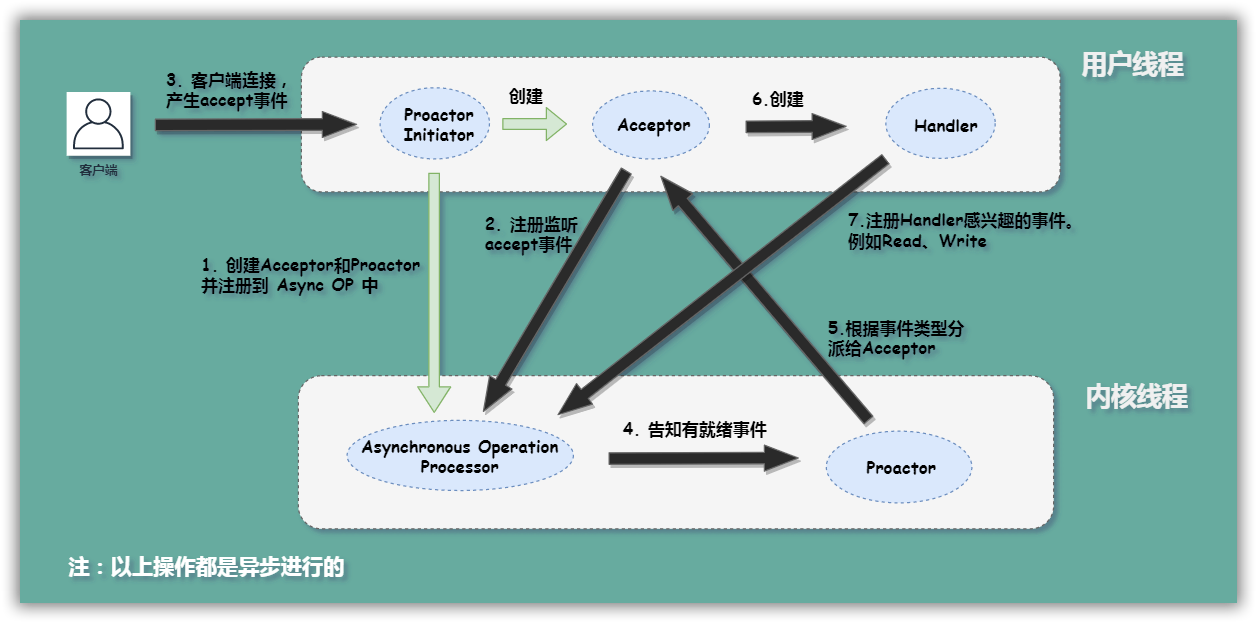 用户线程
3. 客户端连接，
产生accept事件
客户端
Proactor
Initiator
创建
Acceptor
6.创建
Handler
2. 注册监听
accept事件
7.注册Handler感兴趣的事件。
例如Read、Write
1. 创建Acceptor和Proactor
并注册到 Async OP 中
5.根据事件类型分
派给Acceptor
内核线程
Asynchronous Operation
Processor
4. 告知有就绪事件
Proactor
注：以上操作都是异步进行的